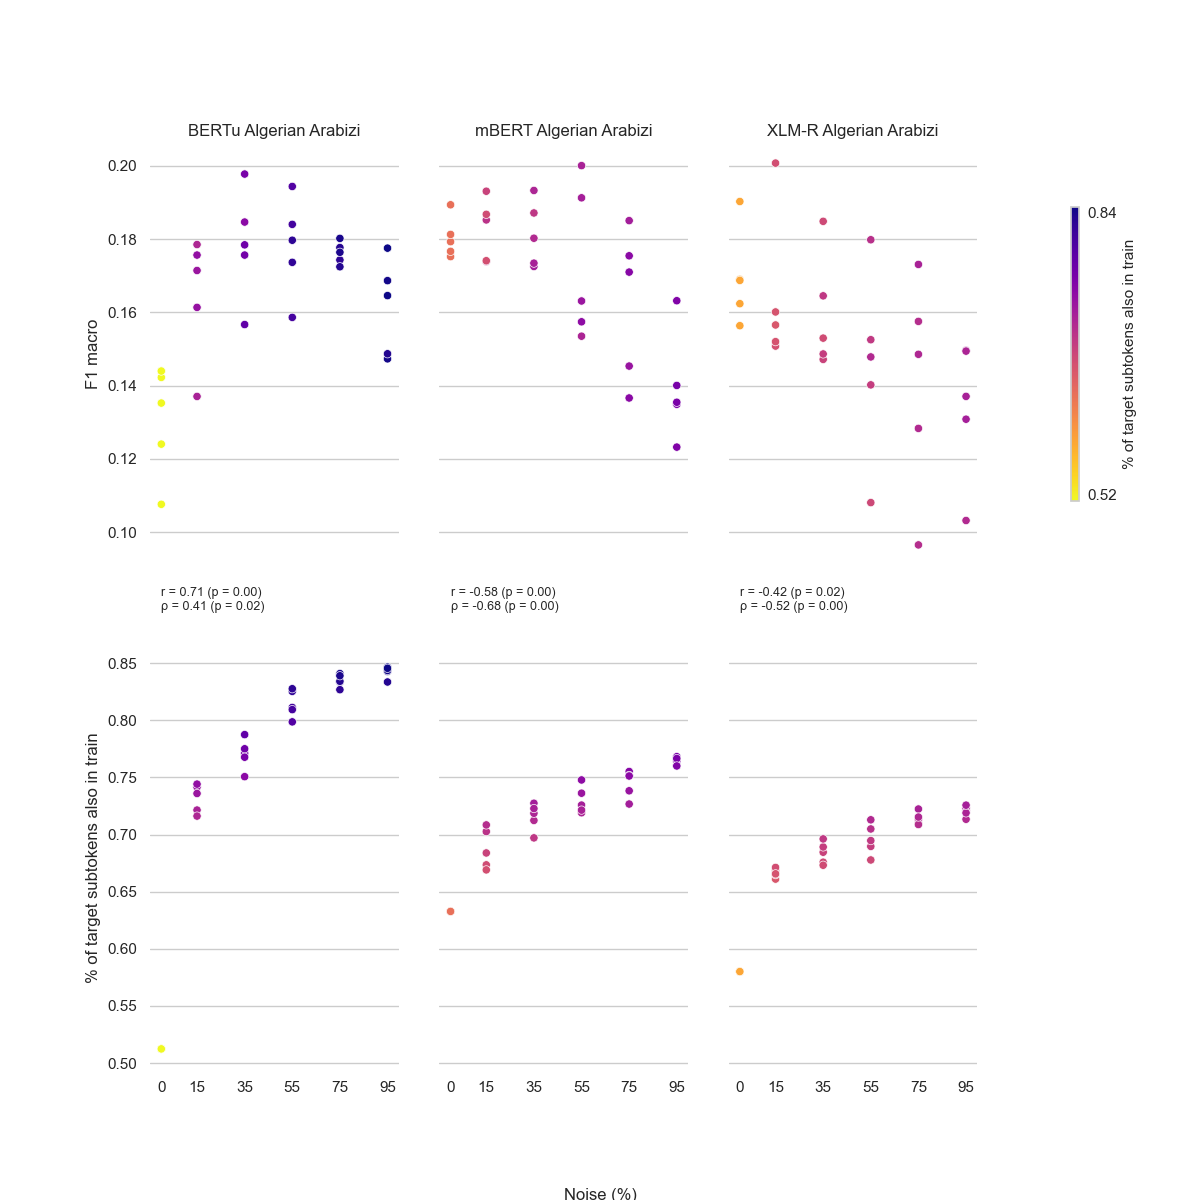 BERTu Algerian Arabizi
mBERT Algerian Arabizi
XLM-R Algerian Arabizi
F1 macro
0.20
0.18
0.16
0.14
0.12
0.10
0.84
0.52
% of target subtokens also in train
r = 0.71 (p = 0.00)
ρ = 0.41 (p = 0.02)
r = -0.58 (p = 0.00)
ρ = -0.68 (p = 0.00)
r = -0.42 (p = 0.02)
ρ = -0.52 (p = 0.00)
% of target subtokens also in train
0.85
0.80
0.75
0.70
0.65
0.60
0.55
0.50
0 15 35 55 75 95
0 15 35 55 75 95
0 15 35 55 75 95
Noise (%)